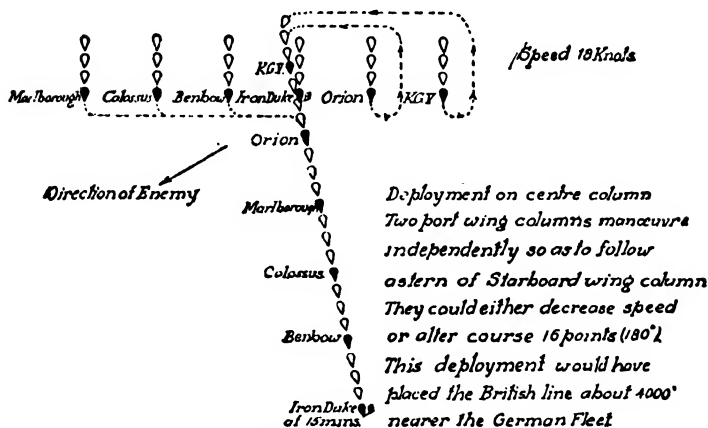 Speed 18 Knots
K.G.V.
Marlborough
Colossus
Benbow
Iron Duke
Orion
KGV
Orion
Direction of Enemy
Marlborough
Colossus
Benbow
Iron Duke
at 15 mins.
Deployment on centre column
Two port wing columns manœuvre
independently so as to follow
astern of Starboard wing column
They could either decrease speed
or alter course 16 points (180°).
This deployment would have
placed the British line about 4000ˣ
nearer the German Fleet